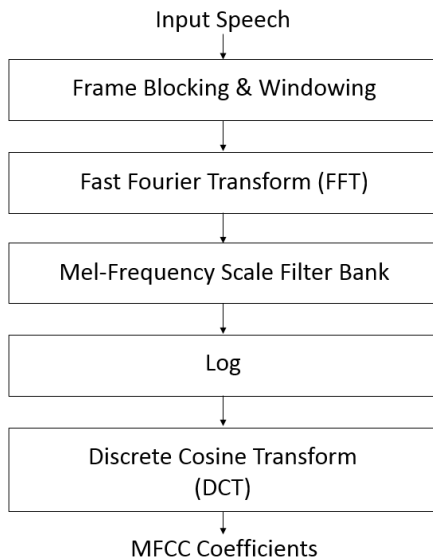 Input Speech
Frame Blocking & Windowing
Fast Fourier Transform (FFT)
Mel-Frequency Scale Filter Bank
Log
Discrete Cosine Transform
(DCT)
MFCC Coefficients